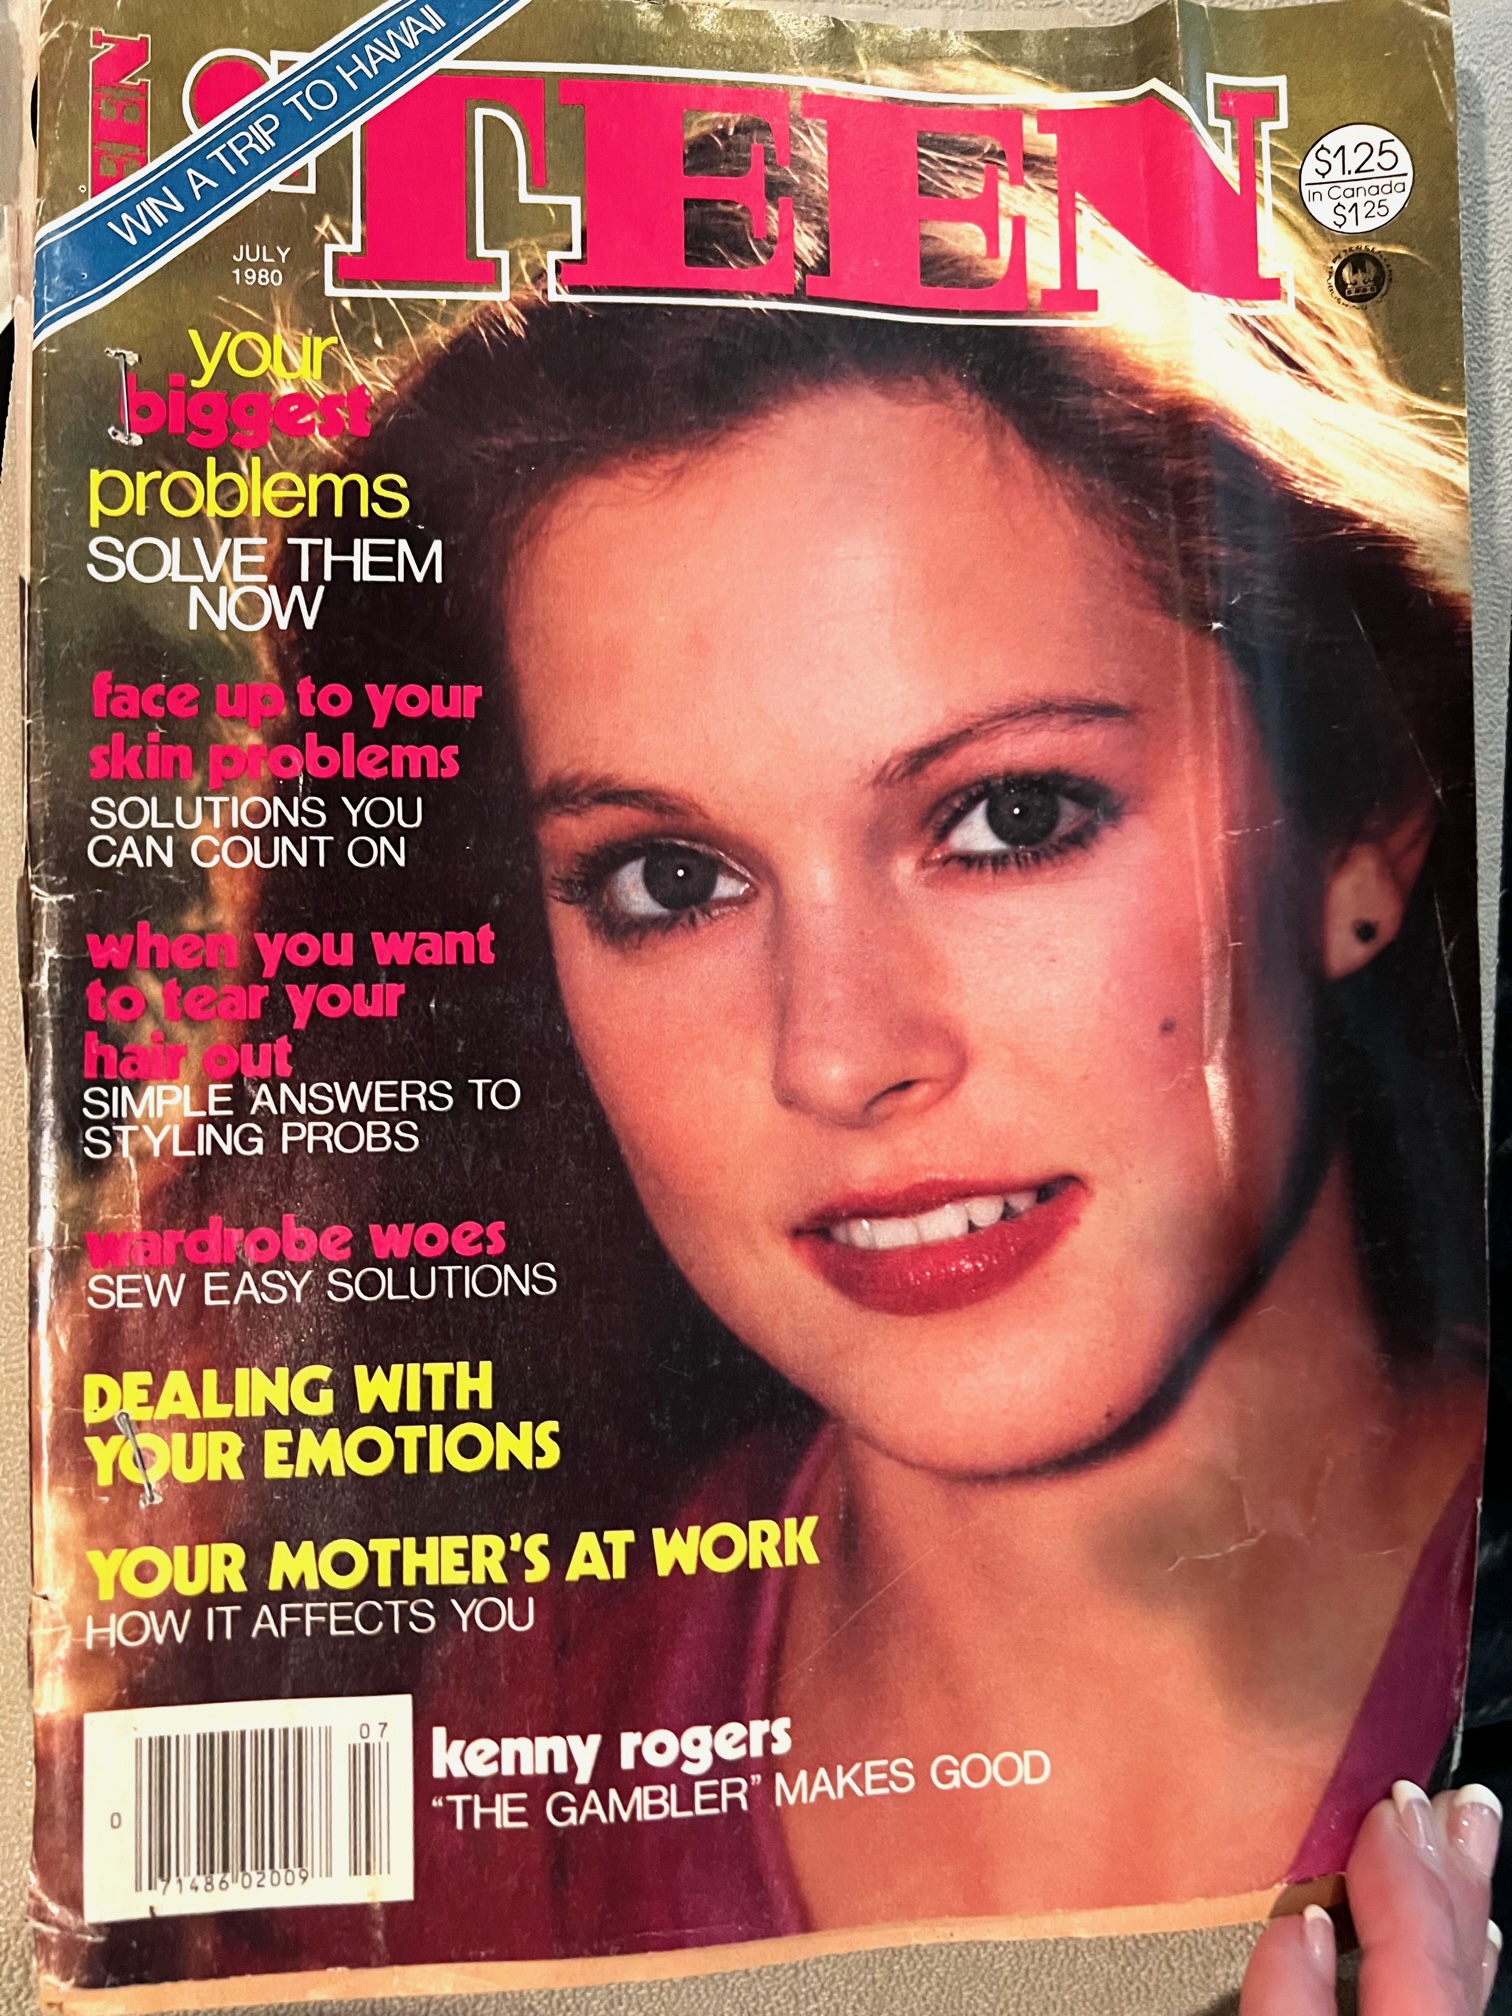 WIN A TRIP TO HAWAII
'TEEN
JULY
1980
$1.25
In Canada
$1 25
your
biggest
problems
SOLVE THEM
NOW
face up to your
skin problems
SOLUTIONS YOU
CAN COUNT ON
when you want
to tear your
hair out
SIMPLE ANSWERS TO
STYLING PROBS
wardrobe woes
SEW EASY SOLUTIONS
DEALING WITH
YOUR EMOTIONS
YOUR MOTHER'S AT WORK
HOW IT AFFECTS YOU
kenny rogers
"THE GAMBLER" MAKES GOOD
07
0
71486 02009